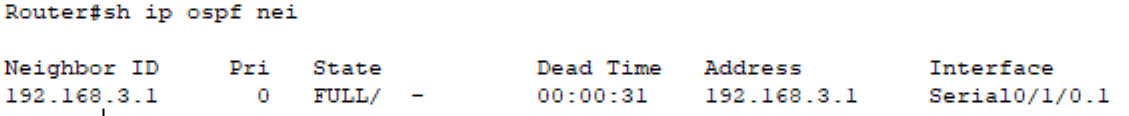 Router#sh ip ospf nei
Neighbor ID Pri State Dead Time Address Interface
192.168.3.1 0 FULL/ - 00:00:31 192.168.3.1 Serial0/1/0.1